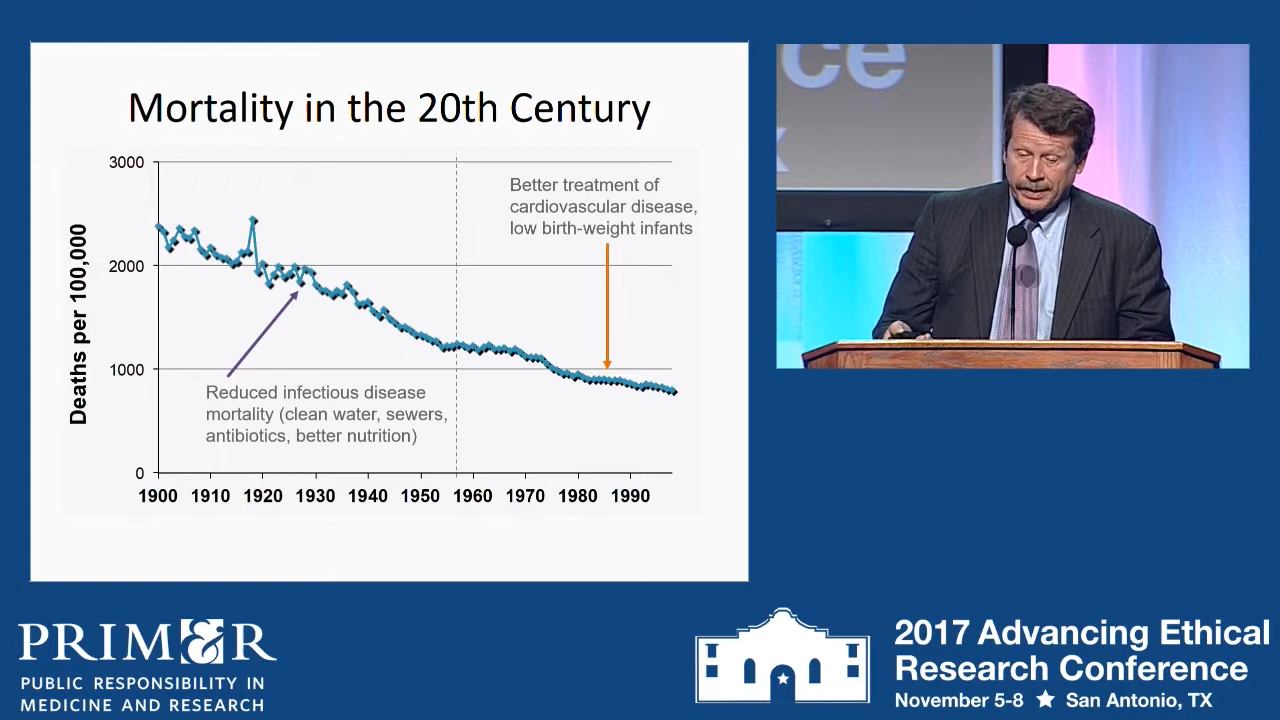 Mortality in the 20th Century
Deaths per 100,000
3000
2000
1000
0
1900 1910 1920 1930 1940 1950 1960 1970 1980 1990
Better treatment of
cardiovascular disease,
low birth-weight infants
Reduced infectious disease
mortality (clean water, sewers,
antibiotics, better nutrition)
ce
x
PRIM&R
PUBLIC RESPONSIBILITY IN
MEDICINE AND RESEARCH
2017 Advancing Ethical
Research Conference
November 5-8 ★ San Antonio, TX